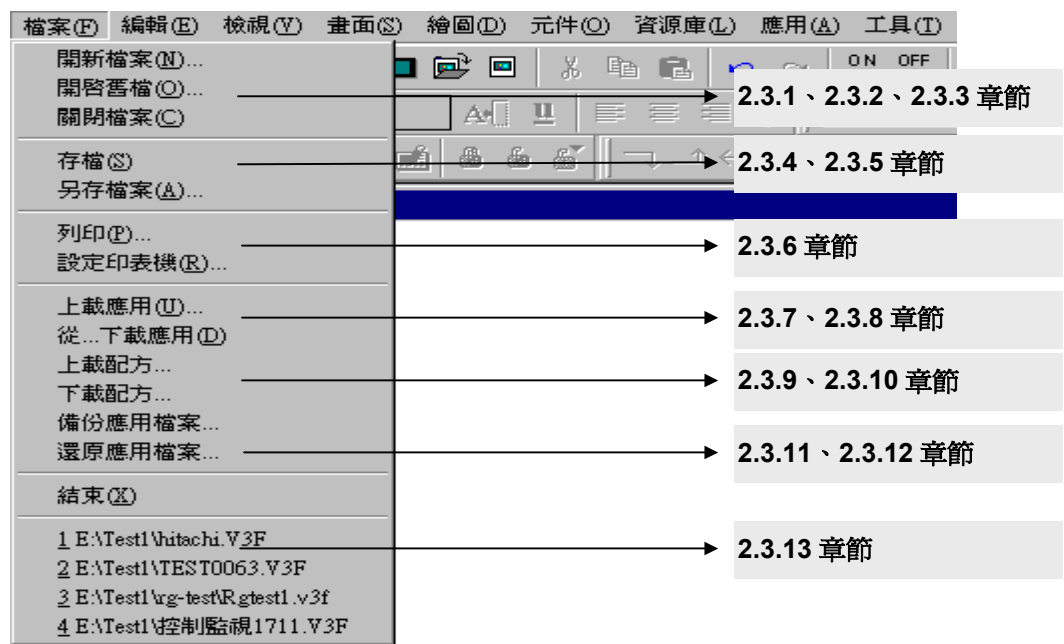 檔案(F) 編輯(E) 檢視(V) 畫面(S) 繪圖(D) 元件(O) 資源庫(L) 應用(A) 工具(T)
開新檔案(N)...
開啓舊檔(O)...
關閉檔案(C)
存檔(S)
另存檔案(A)...
列印(P)...
設定印表機(R)...
上載應用(U)...
從...下載應用(D)
上載配方...
下載配方...
備份應用檔案...
還原應用檔案...
結束(X)
1 E:\Test1\hitachi.V3F
2 E:\Test1\TEST0063.V3F
3 E:\Test1\rg-test\Rgtest1.v3f
4 E:\Test1\控制監視1711.V3F
ON OFF
2.3.1、2.3.2、2.3.3 章節
2.3.4、2.3.5 章節
2.3.6 章節
2.3.7、2.3.8 章節
2.3.9、2.3.10 章節
2.3.11、2.3.12 章節
2.3.13 章節